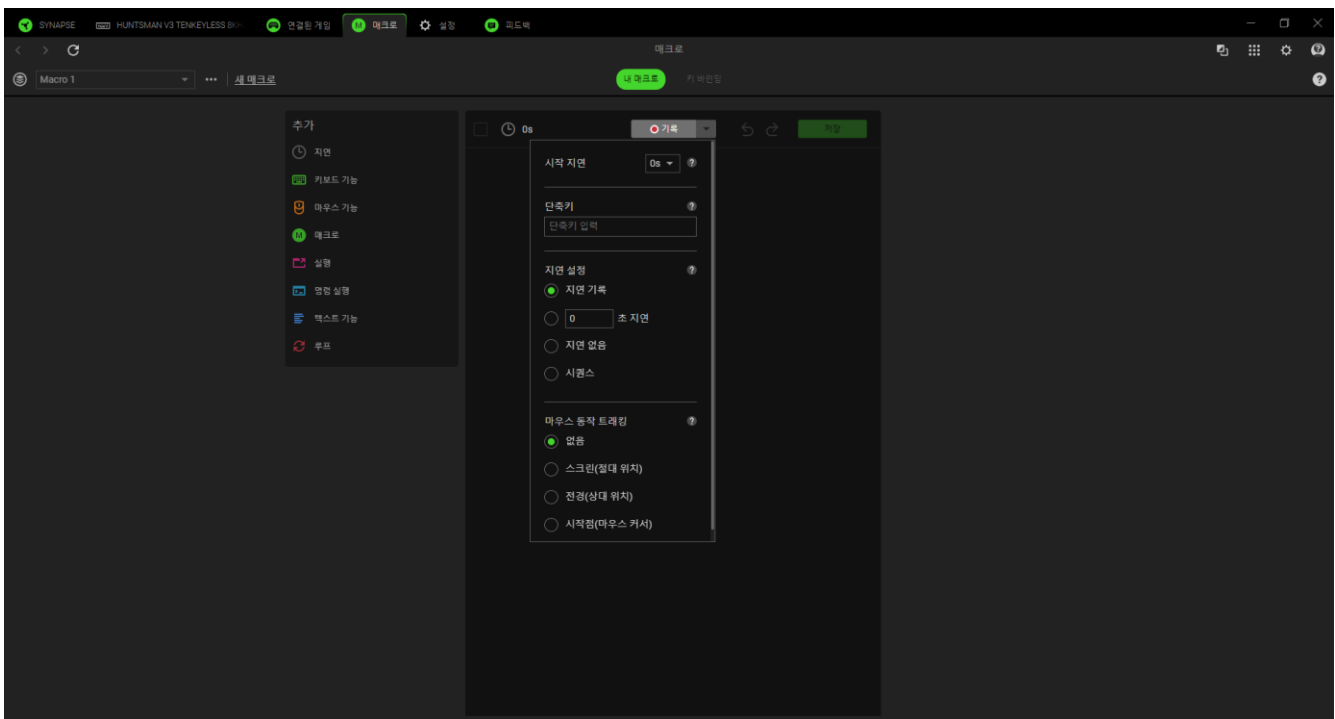 SYNAPSE HUNTSMAN V3 TENKEYLESS 연결된 게임 매크로 설정 피드백
매크로
Macro 1 새 매크로 내 매크로 키 바인딩
추가
지연
키보드 기능
마우스 기능
매크로
실행
명령 실행
텍스트 기능
루프
0s 기록 저장
시작 지연 0s
단축키
단축키 입력
지연 설정
지연 기록
0 초 지연
지연 없음
시퀀스
마우스 동작 트래킹
없음
스크린(절대 위치)
전경(상대 위치)
시작점(마우스 커서)